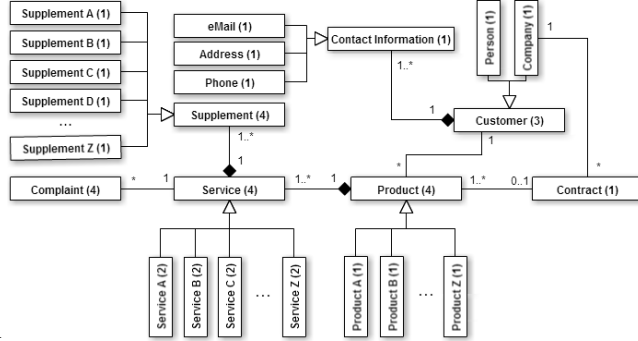 Supplement A (1)
Supplement B (1)
Supplement C (1)
Supplement D (1)
...
Supplement Z (1)
eMail (1)
Address (1)
Phone (1)
Contact Information (1)
Person (1)
Company (1)
1
1..*
Supplement (4)
1
Customer (3)
1..*
1
1
*
*
Complaint (4)
*
1
Service (4)
1..*
1
Product (4)
1..*
0..1
Contract (1)
Service A (2)
Service B (2)
Service C (2)
...
Service Z (2)
Product A (1)
Product B (1)
...
Product Z (1)